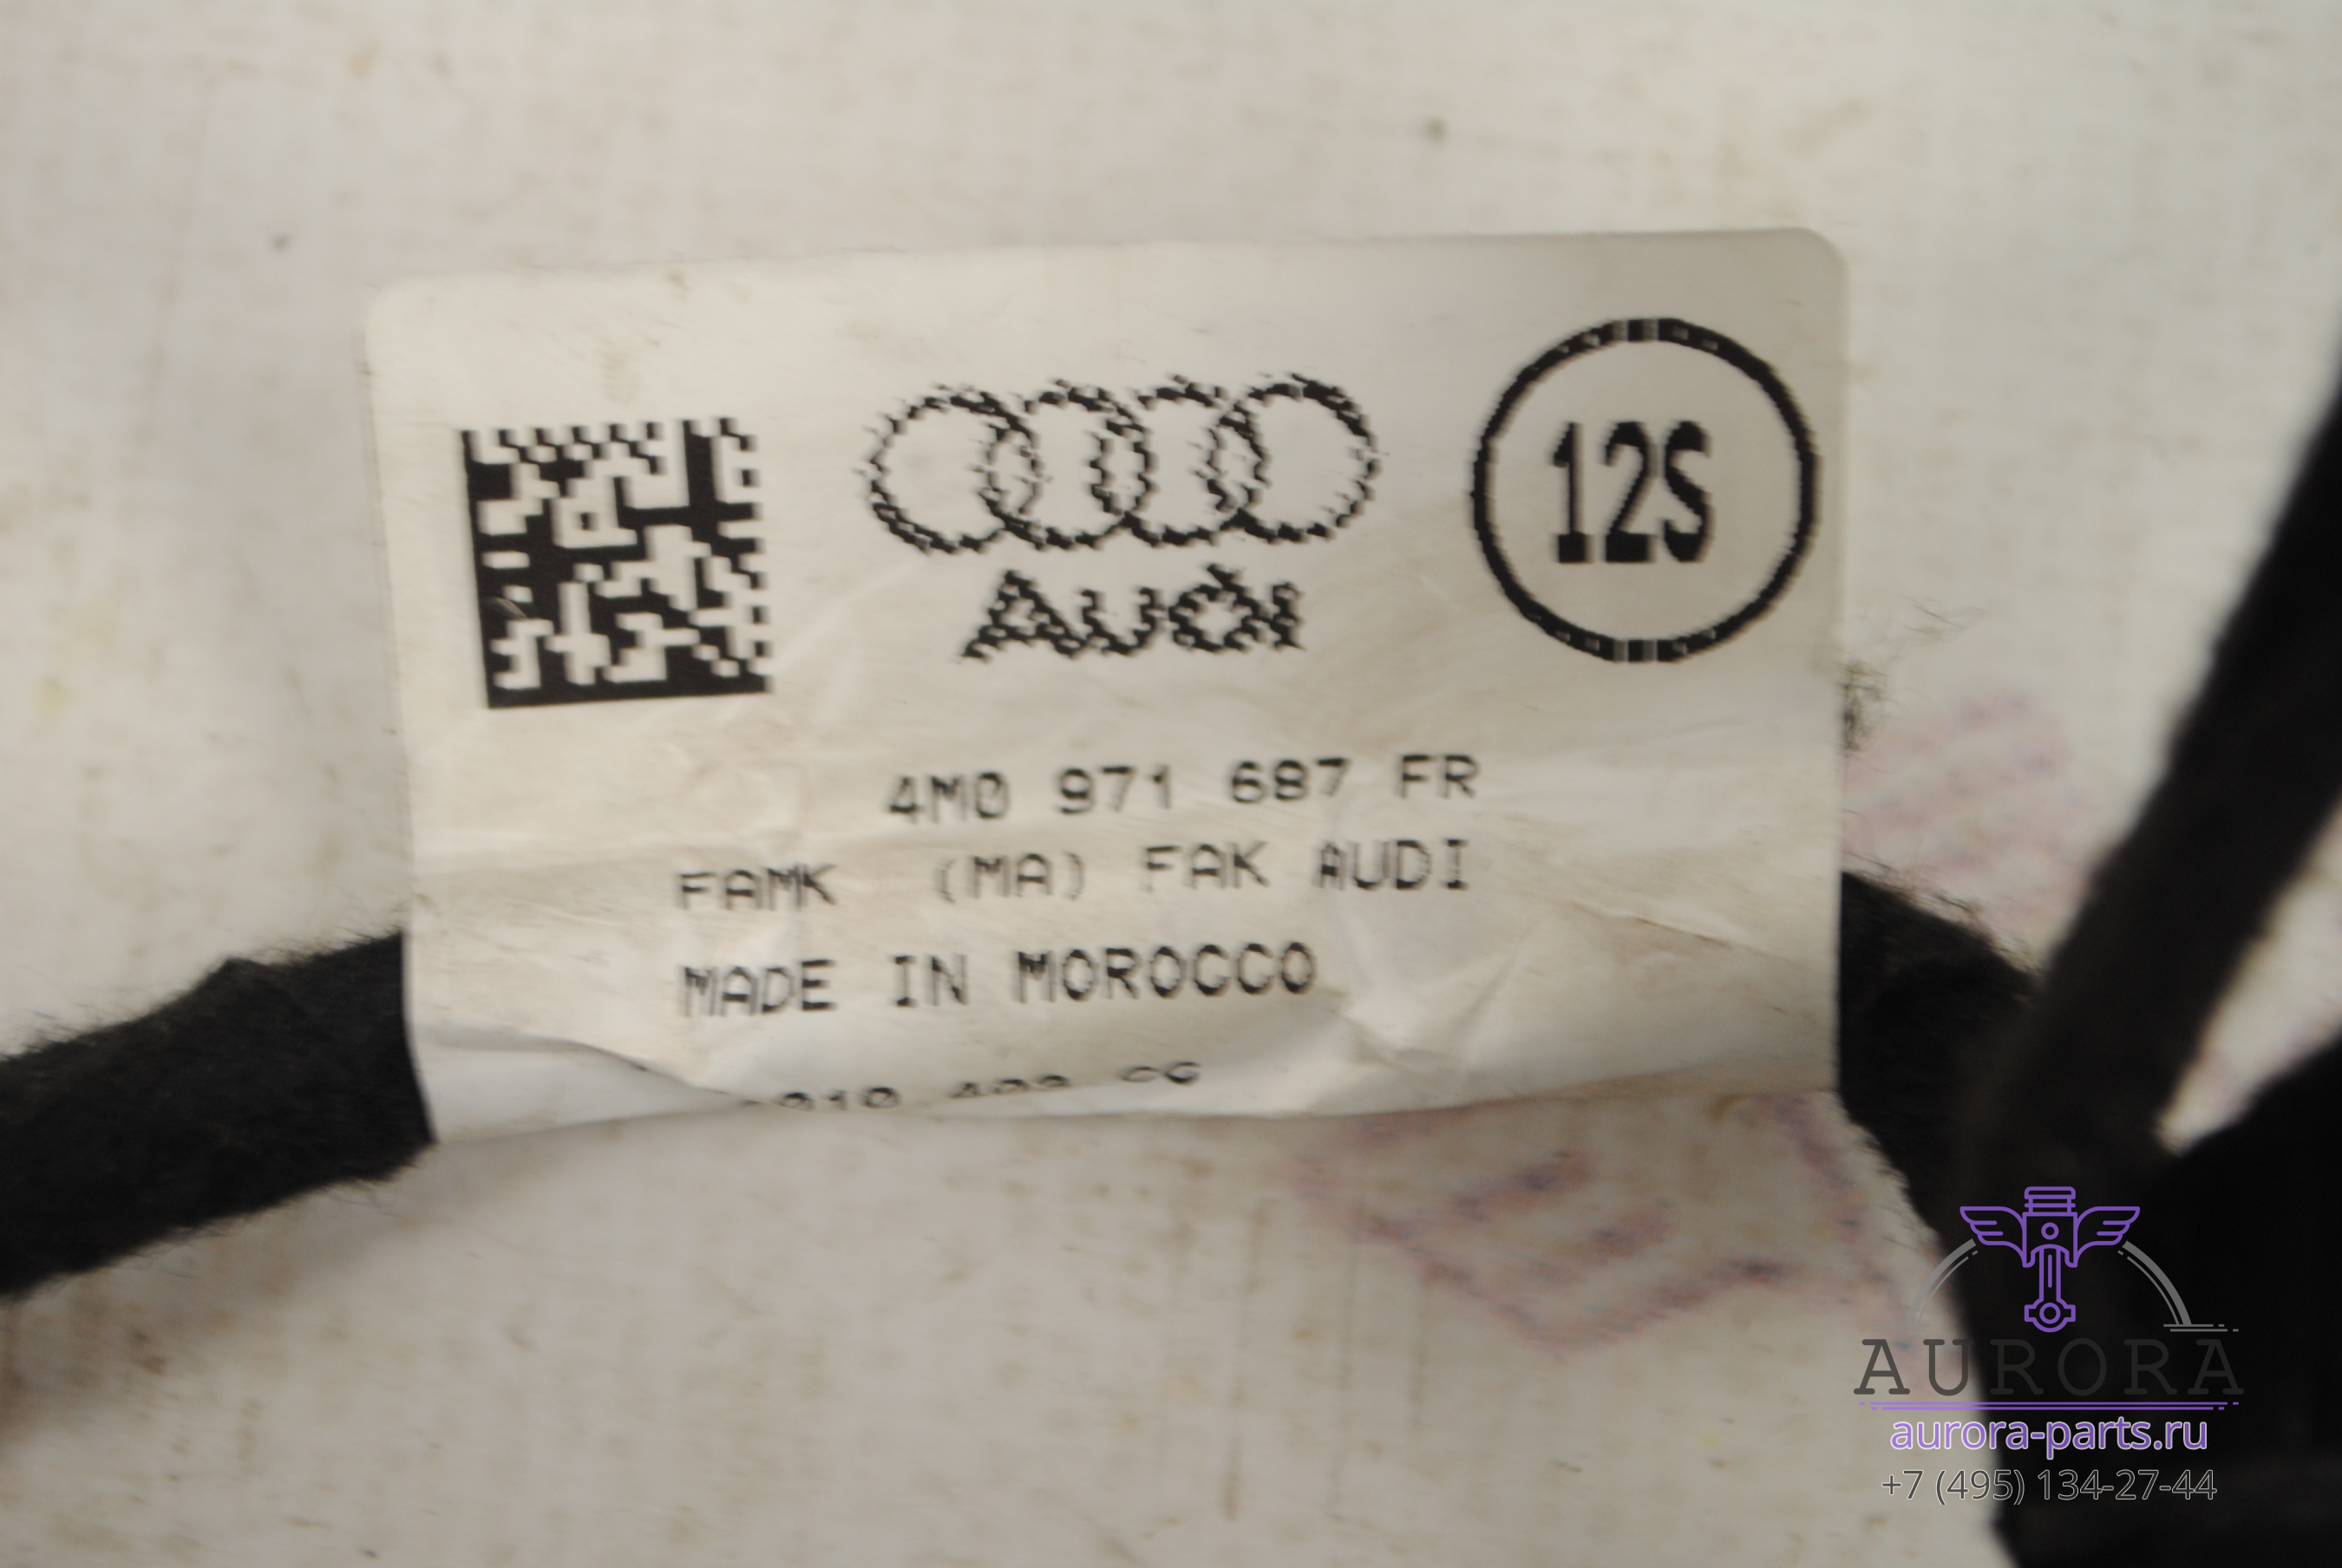 AUDI
12S
4M0 971 687 FR
FAMK (MA) FAK AUDI
MADE IN MOROCCO
AURORA
aurora-parts.ru
+7 (495) 134-27-44